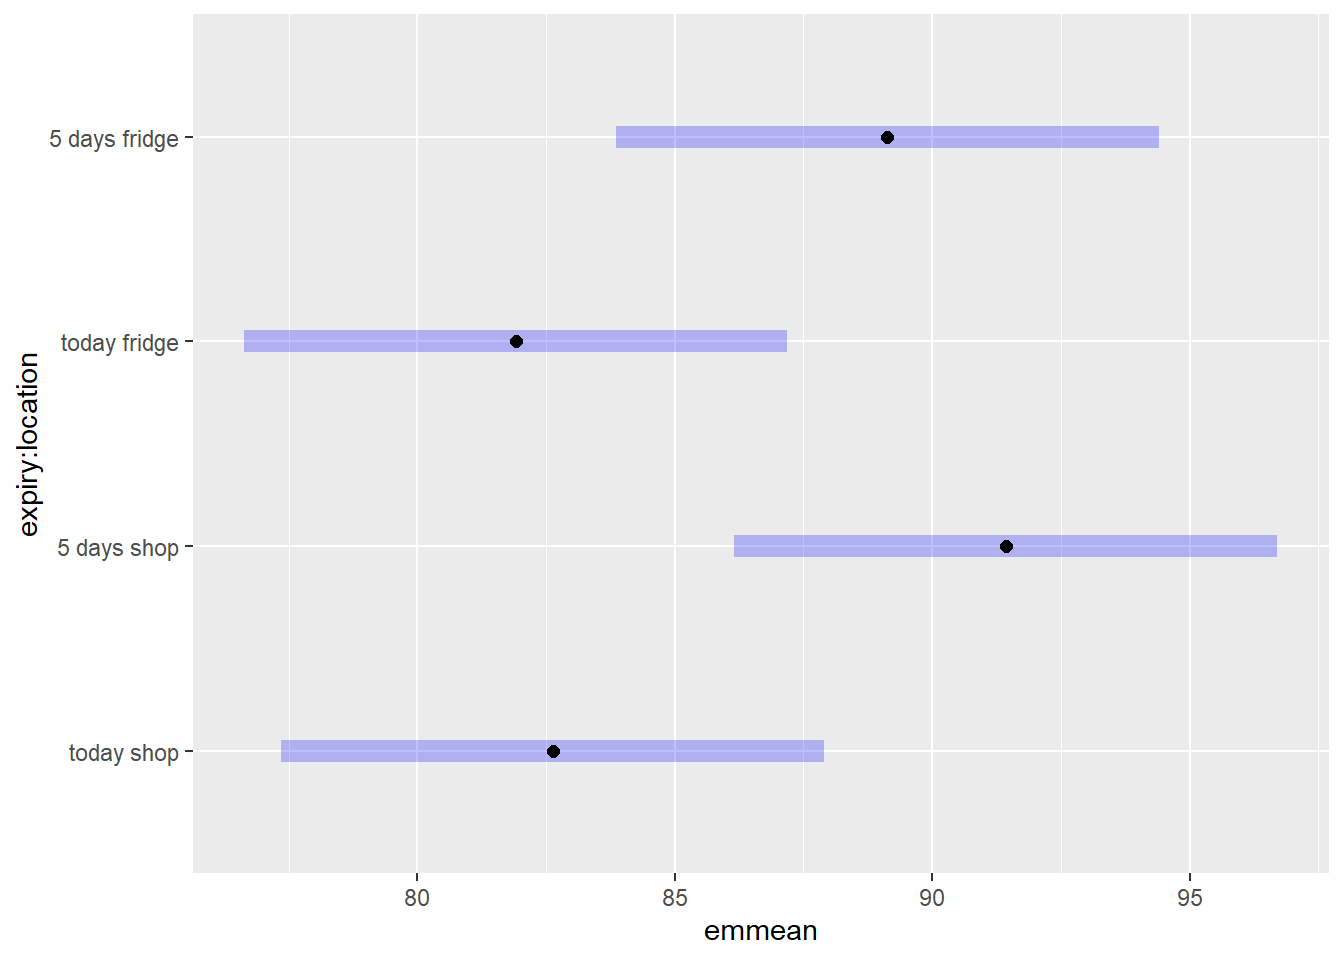 5 days fridge
today fridge
expiry:location
5 days shop
today shop
80 85 90 95
emmean